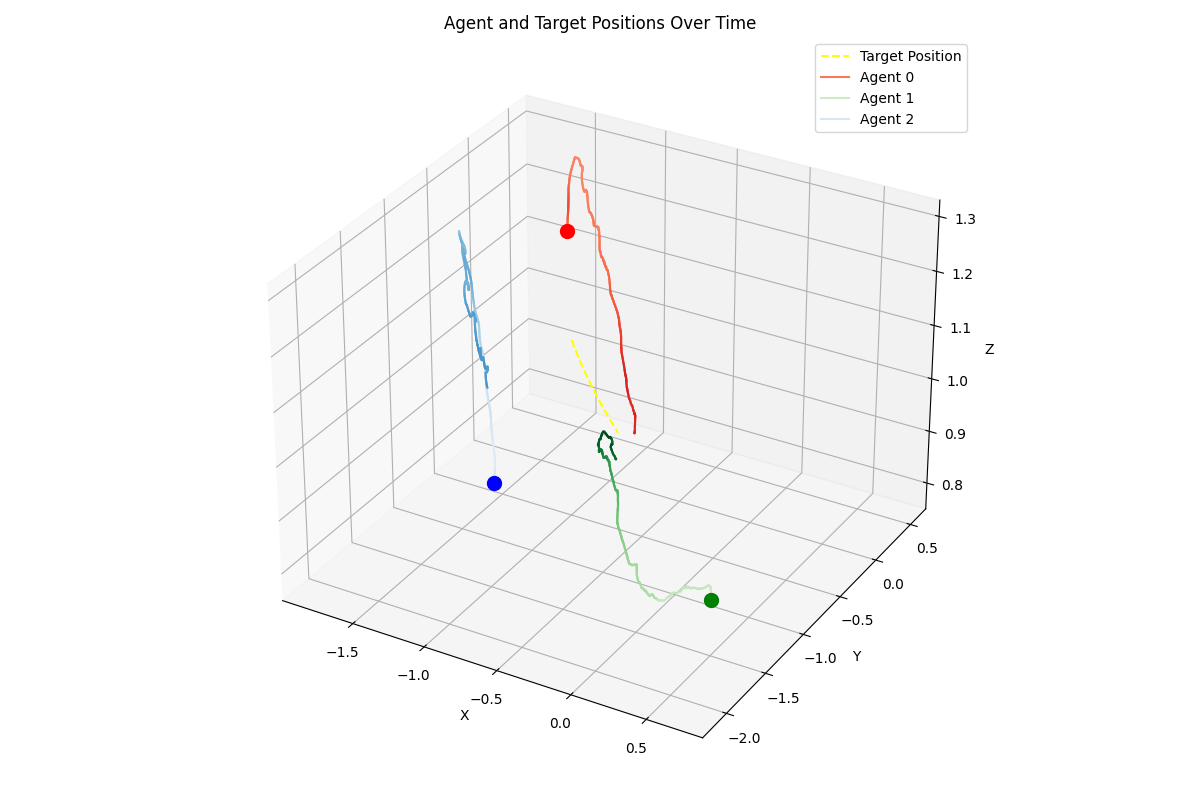 Agent and Target Positions Over Time
Target Position
Agent 0
Agent 1
Agent 2
1.3
1.2
1.1
1.0
0.9
0.8
Z
0.5
0.0
−0.5
−1.0
−1.5
−2.0
Y
−1.5
−1.0
−0.5
0.0
0.5
X